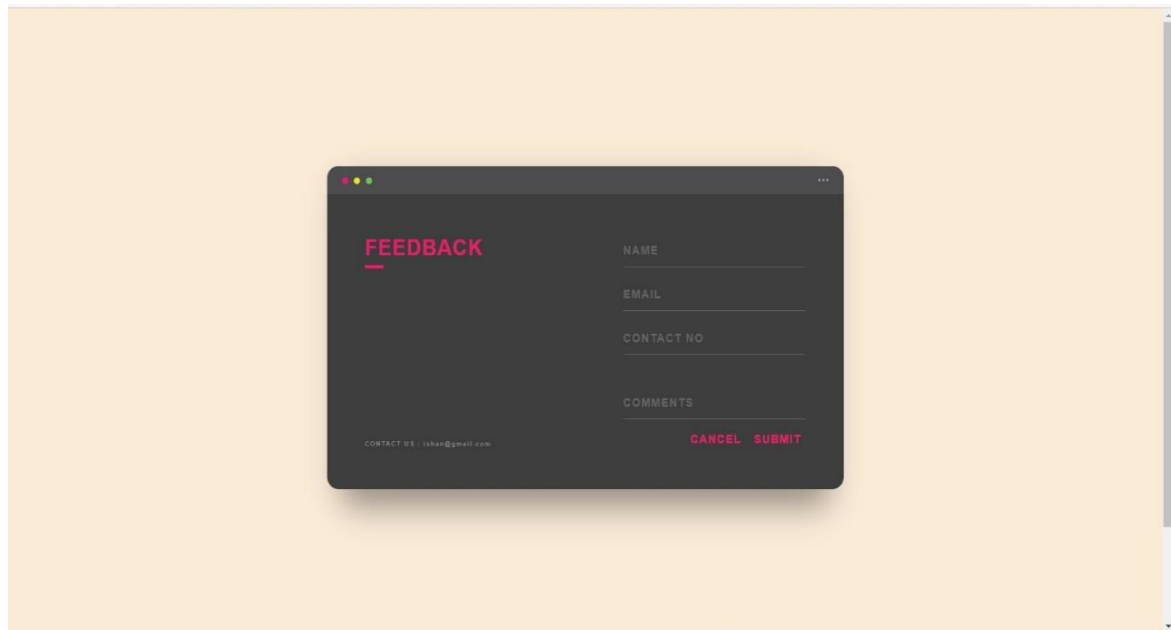 FEEDBACK
NAME
EMAIL
CONTACT NO
COMMENTS
CANCEL SUBMIT
CONTACT US : ishan@gmail.com